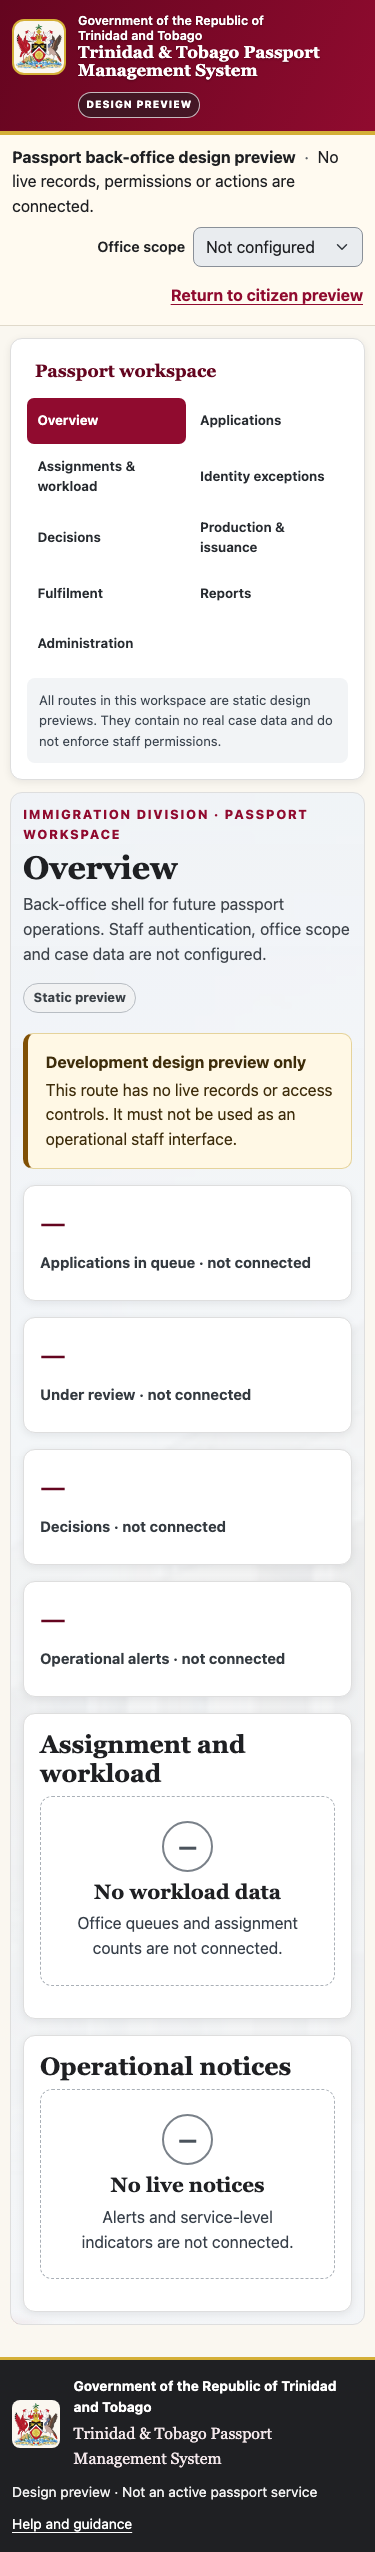 Government of the Republic of
Trinidad and Tobago
Trinidad & Tobago Passport
Management System
DESIGN PREVIEW
Passport back-office design preview · No
live records, permissions or actions are
connected.
Office scope Not configured
Return to citizen preview
Passport workspace
Overview Applications
Assignments &
workload
Identity exceptions
Decisions
Production &
issuance
Fulfilment Reports
Administration
All routes in this workspace are static design
previews. They contain no real case data and do
not enforce staff permissions.
IMMIGRATION DIVISION · PASSPORT
WORKSPACE
Overview
Back-office shell for future passport
operations. Staff authentication, office scope
and case data are not configured.
Static preview
Development design preview only
This route has no live records or access
controls. It must not be used as an
operational staff interface.
—
Applications in queue · not connected
—
Under review · not connected
—
Decisions · not connected
—
Operational alerts · not connected
Assignment and
workload
–
No workload data
Office queues and assignment
counts are not connected.
Operational notices
–
No live notices
Alerts and service-level
indicators are not connected.
Government of the Republic of Trinidad
and Tobago
Trinidad & Tobago Passport
Management System
Design preview · Not an active passport service
Help and guidance